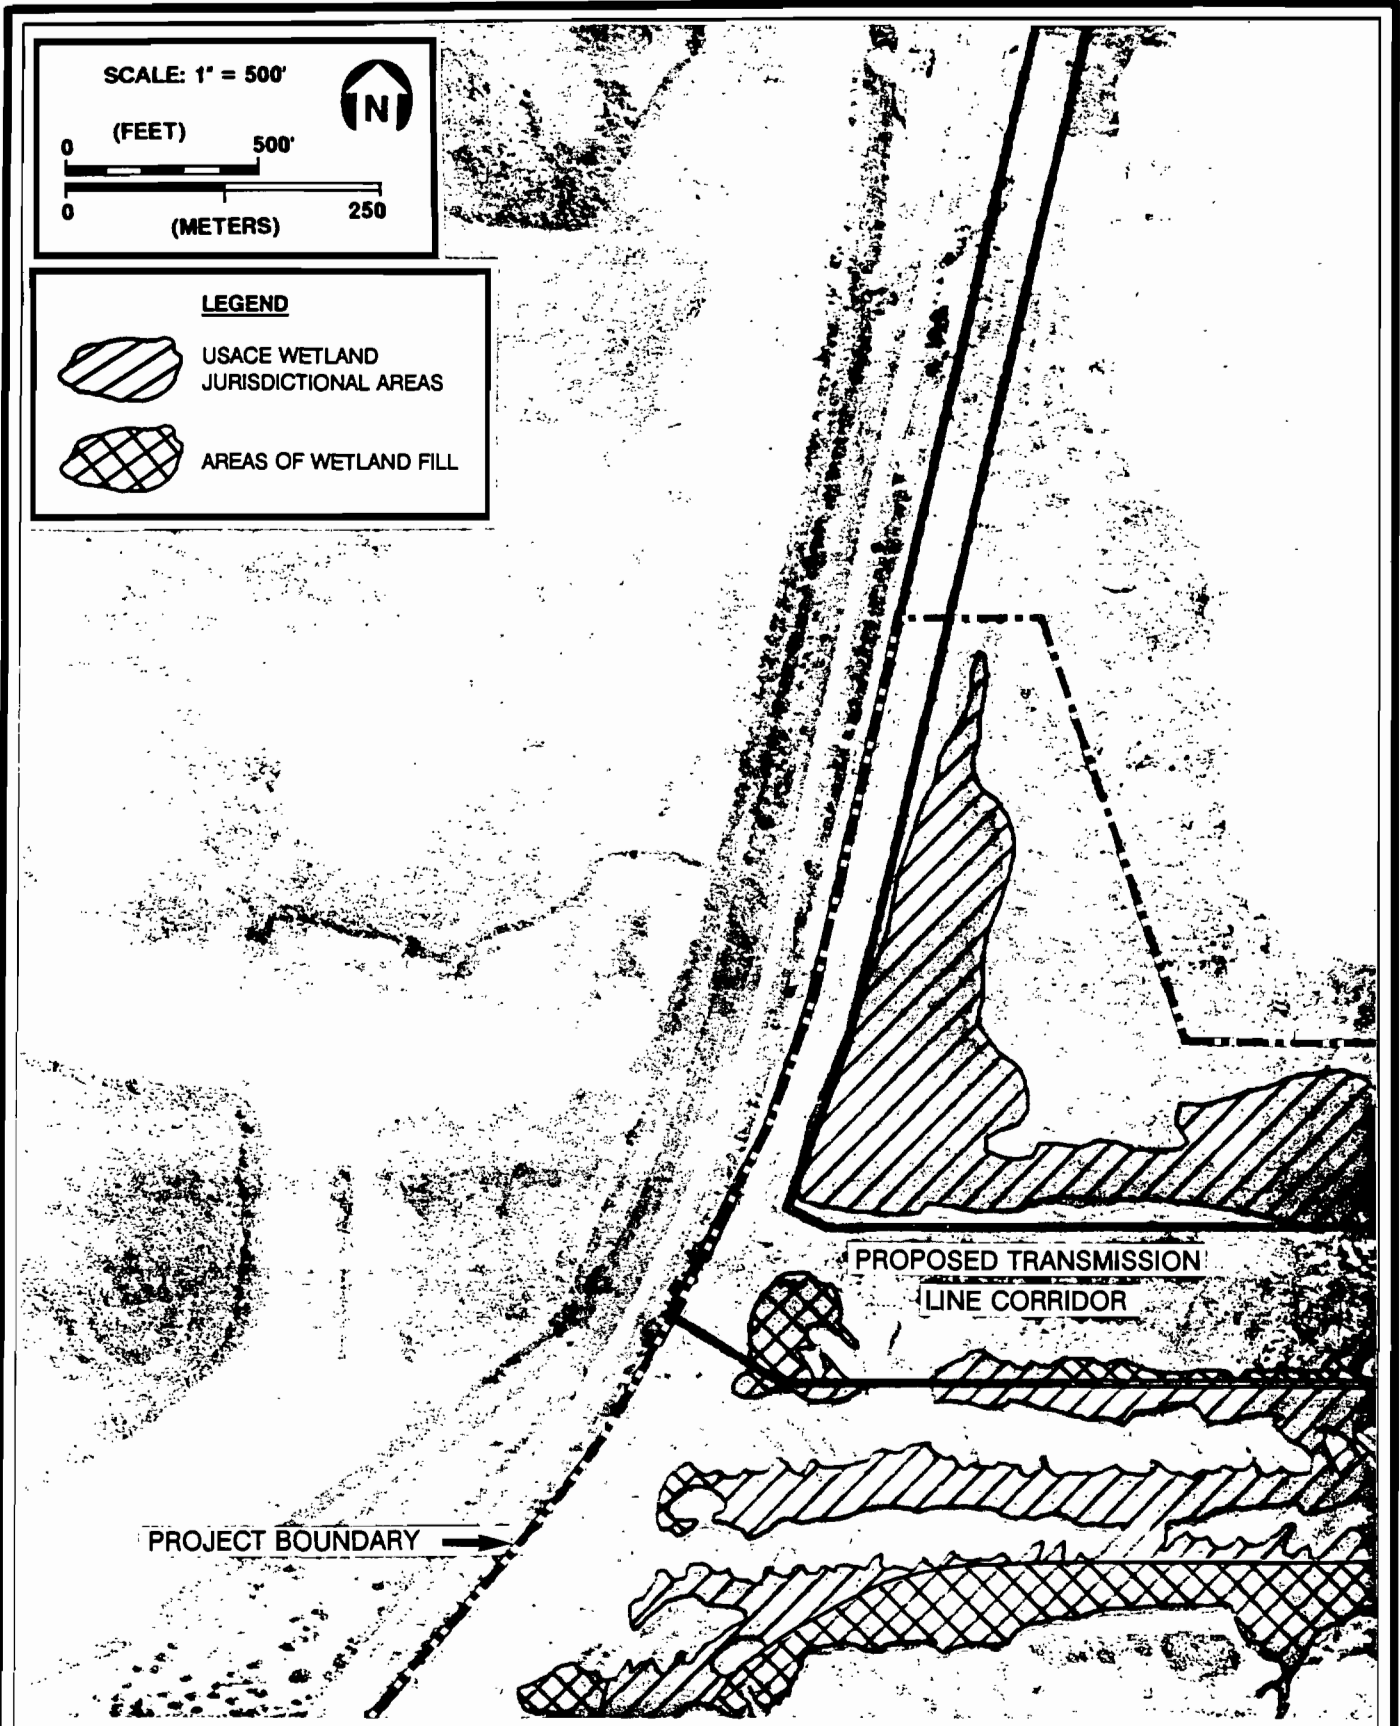 SCALE: 1" = 500'
N
(FEET)
0 500'
0 250
(METERS)
LEGEND
USACE WETLAND
JURISDICTIONAL AREAS
AREAS OF WETLAND FILL
PROPOSED TRANSMISSION
LINE CORRIDOR
PROJECT BOUNDARY